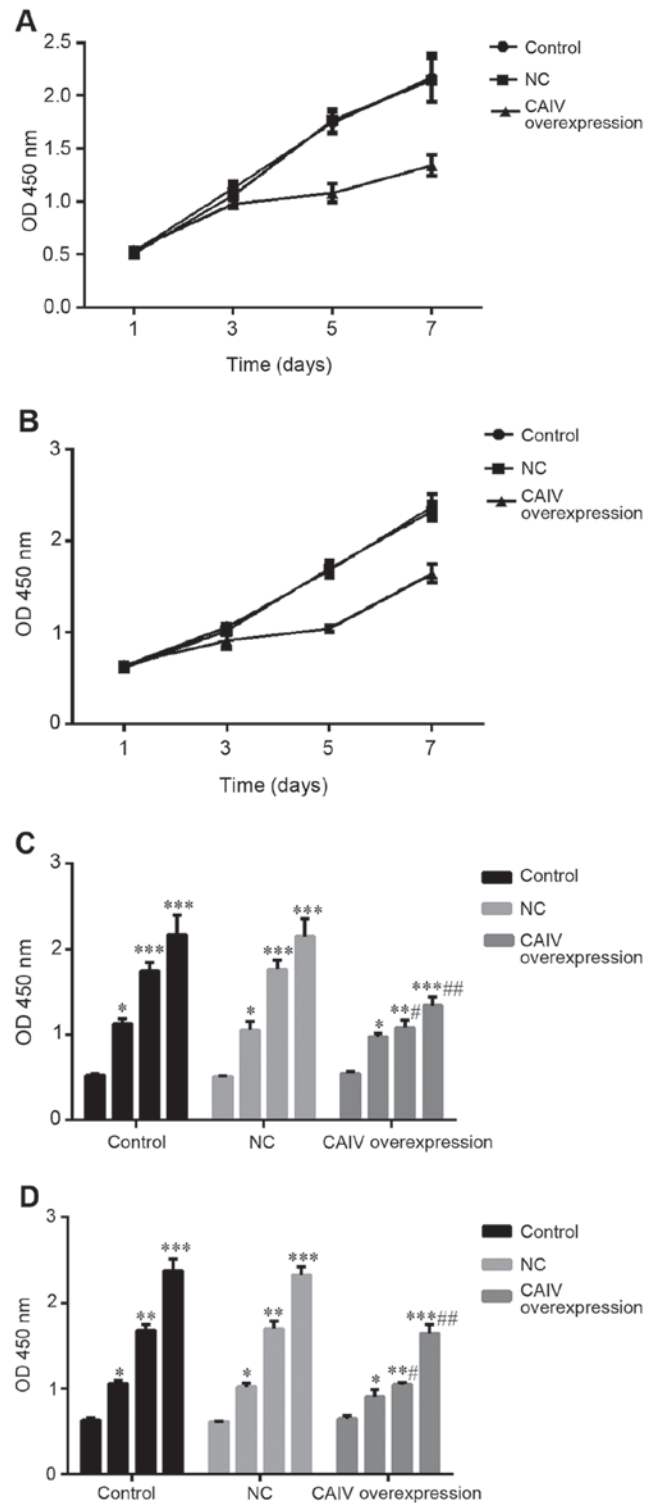 A
2.5
2.0
1.5
1.0
0.5
0.0
OD 450 nm
1 3 5 7
Time (days)
Control
NC
CAIV
overexpression
B
3
2
1
0
OD 450 nm
1 3 5 7
Time (days)
Control
NC
CAIV
overexpression
C
3
2
1
0
OD 450 nm
* *** ***
* *** ***
* **# ***##
Control NC CAIV overexpression
Control
NC
CAIV
overexpression
D
3
2
1
0
OD 450 nm
* ** ***
* ** ***
* **# ***##
Control NC CAIV overexpression
Control
NC
CAIV
overexpression